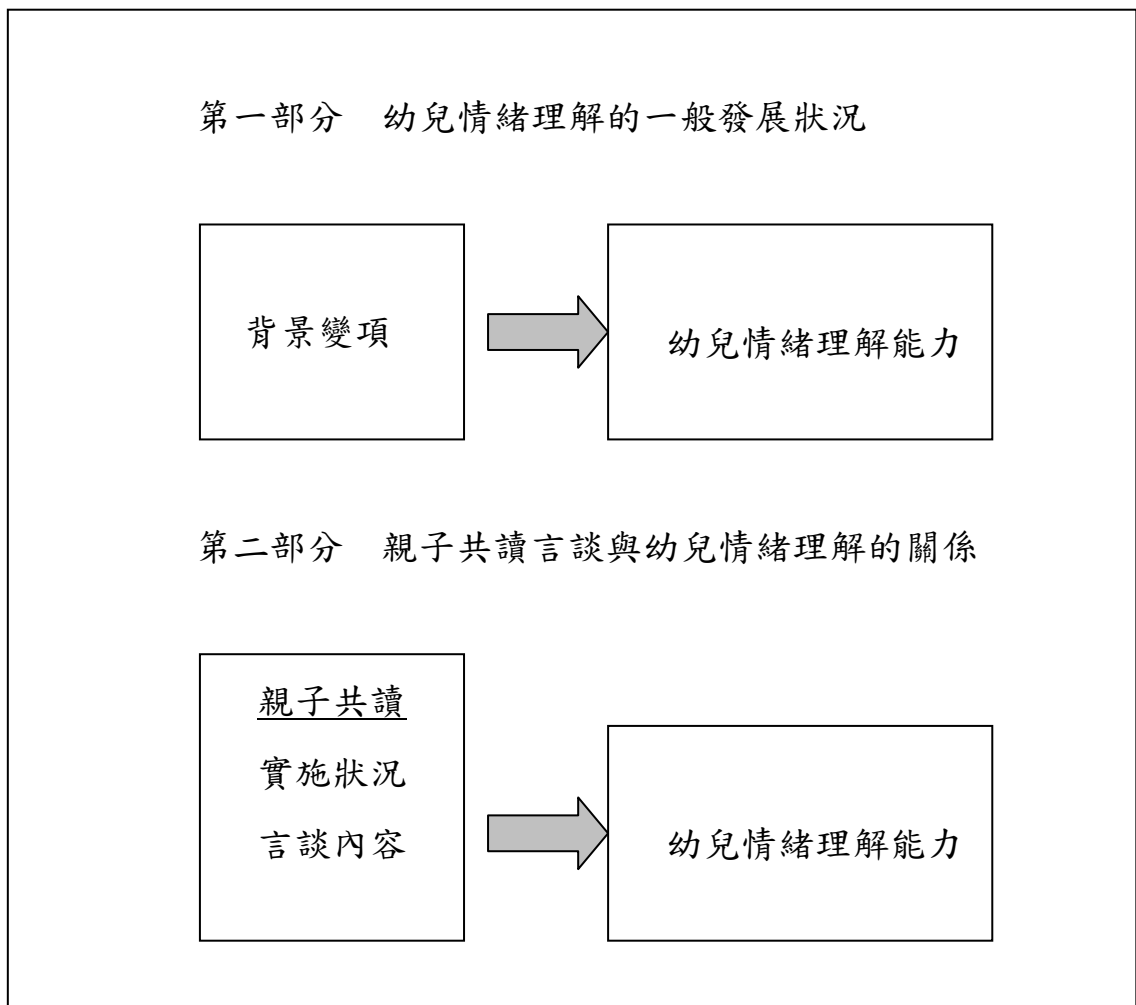 第一部分　幼兒情緒理解的一般發展狀況
背景變項
幼兒情緒理解能力
第二部分　親子共讀言談與幼兒情緒理解的關係
親子共讀
實施狀況
言談內容
幼兒情緒理解能力